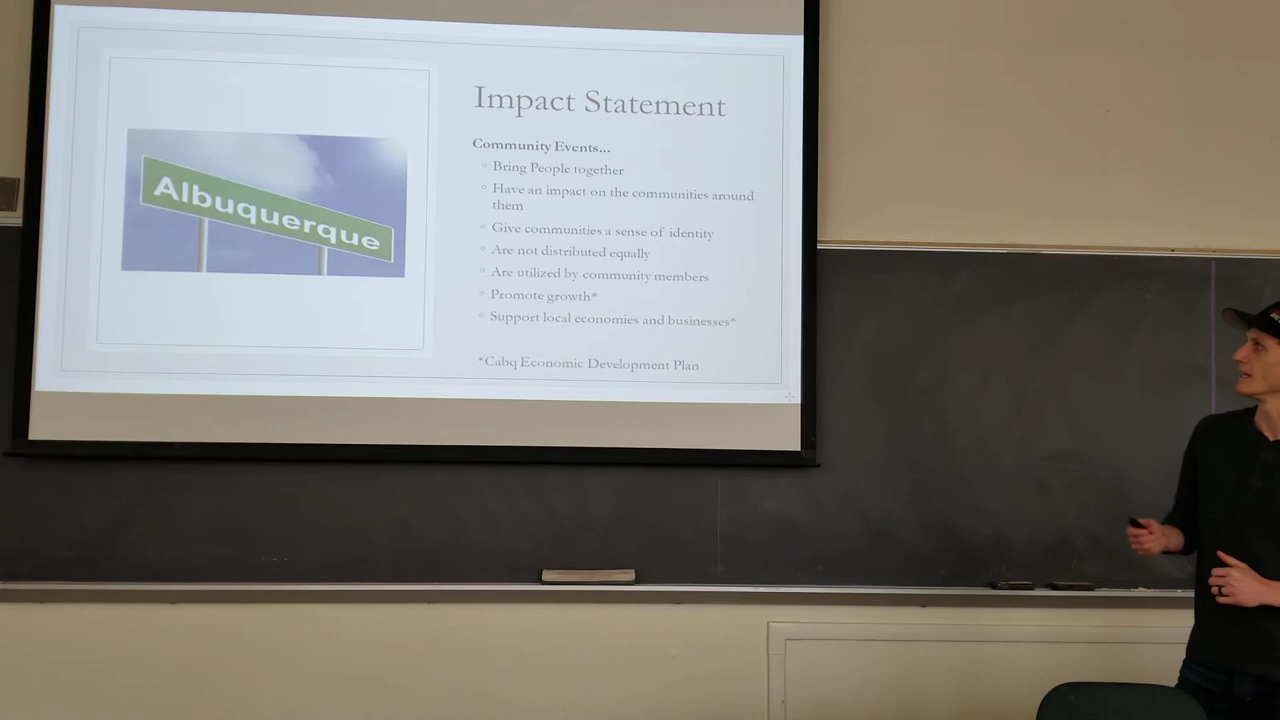 Impact Statement
Albuquerque
Community Events...
Bring People together
Have an impact on the communities around
them
Give communities a sense of identity
Are not distributed equally
Are utilized by community members
Promote growth*
Support local economies and businesses*
*Cabq Economic Development Plan